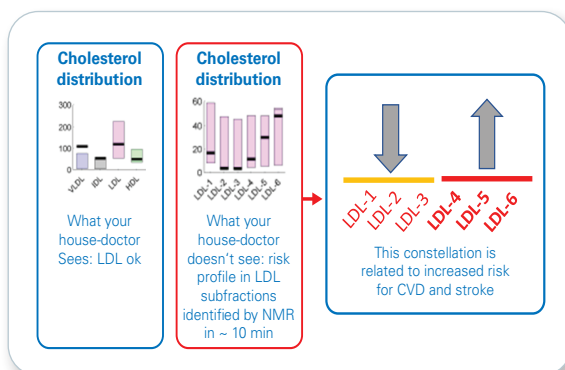 Cholesterol
distribution
300
200
100
0
VLDL
IDL
LDL
HDL
What your
house-doctor
Sees: LDL ok
Cholesterol
distribution
60
40
20
0
LDL-1
LDL-2
LDL-3
LDL-4
LDL-5
LDL-6
What your
house-doctor
doesn't see: risk
profile in LDL
subfractions
identified by NMR
in ~ 10 min
LDL-1
LDL-2
LDL-3
LDL-4
LDL-5
LDL-6
This constellation is
related to increased risk
for CVD and stroke